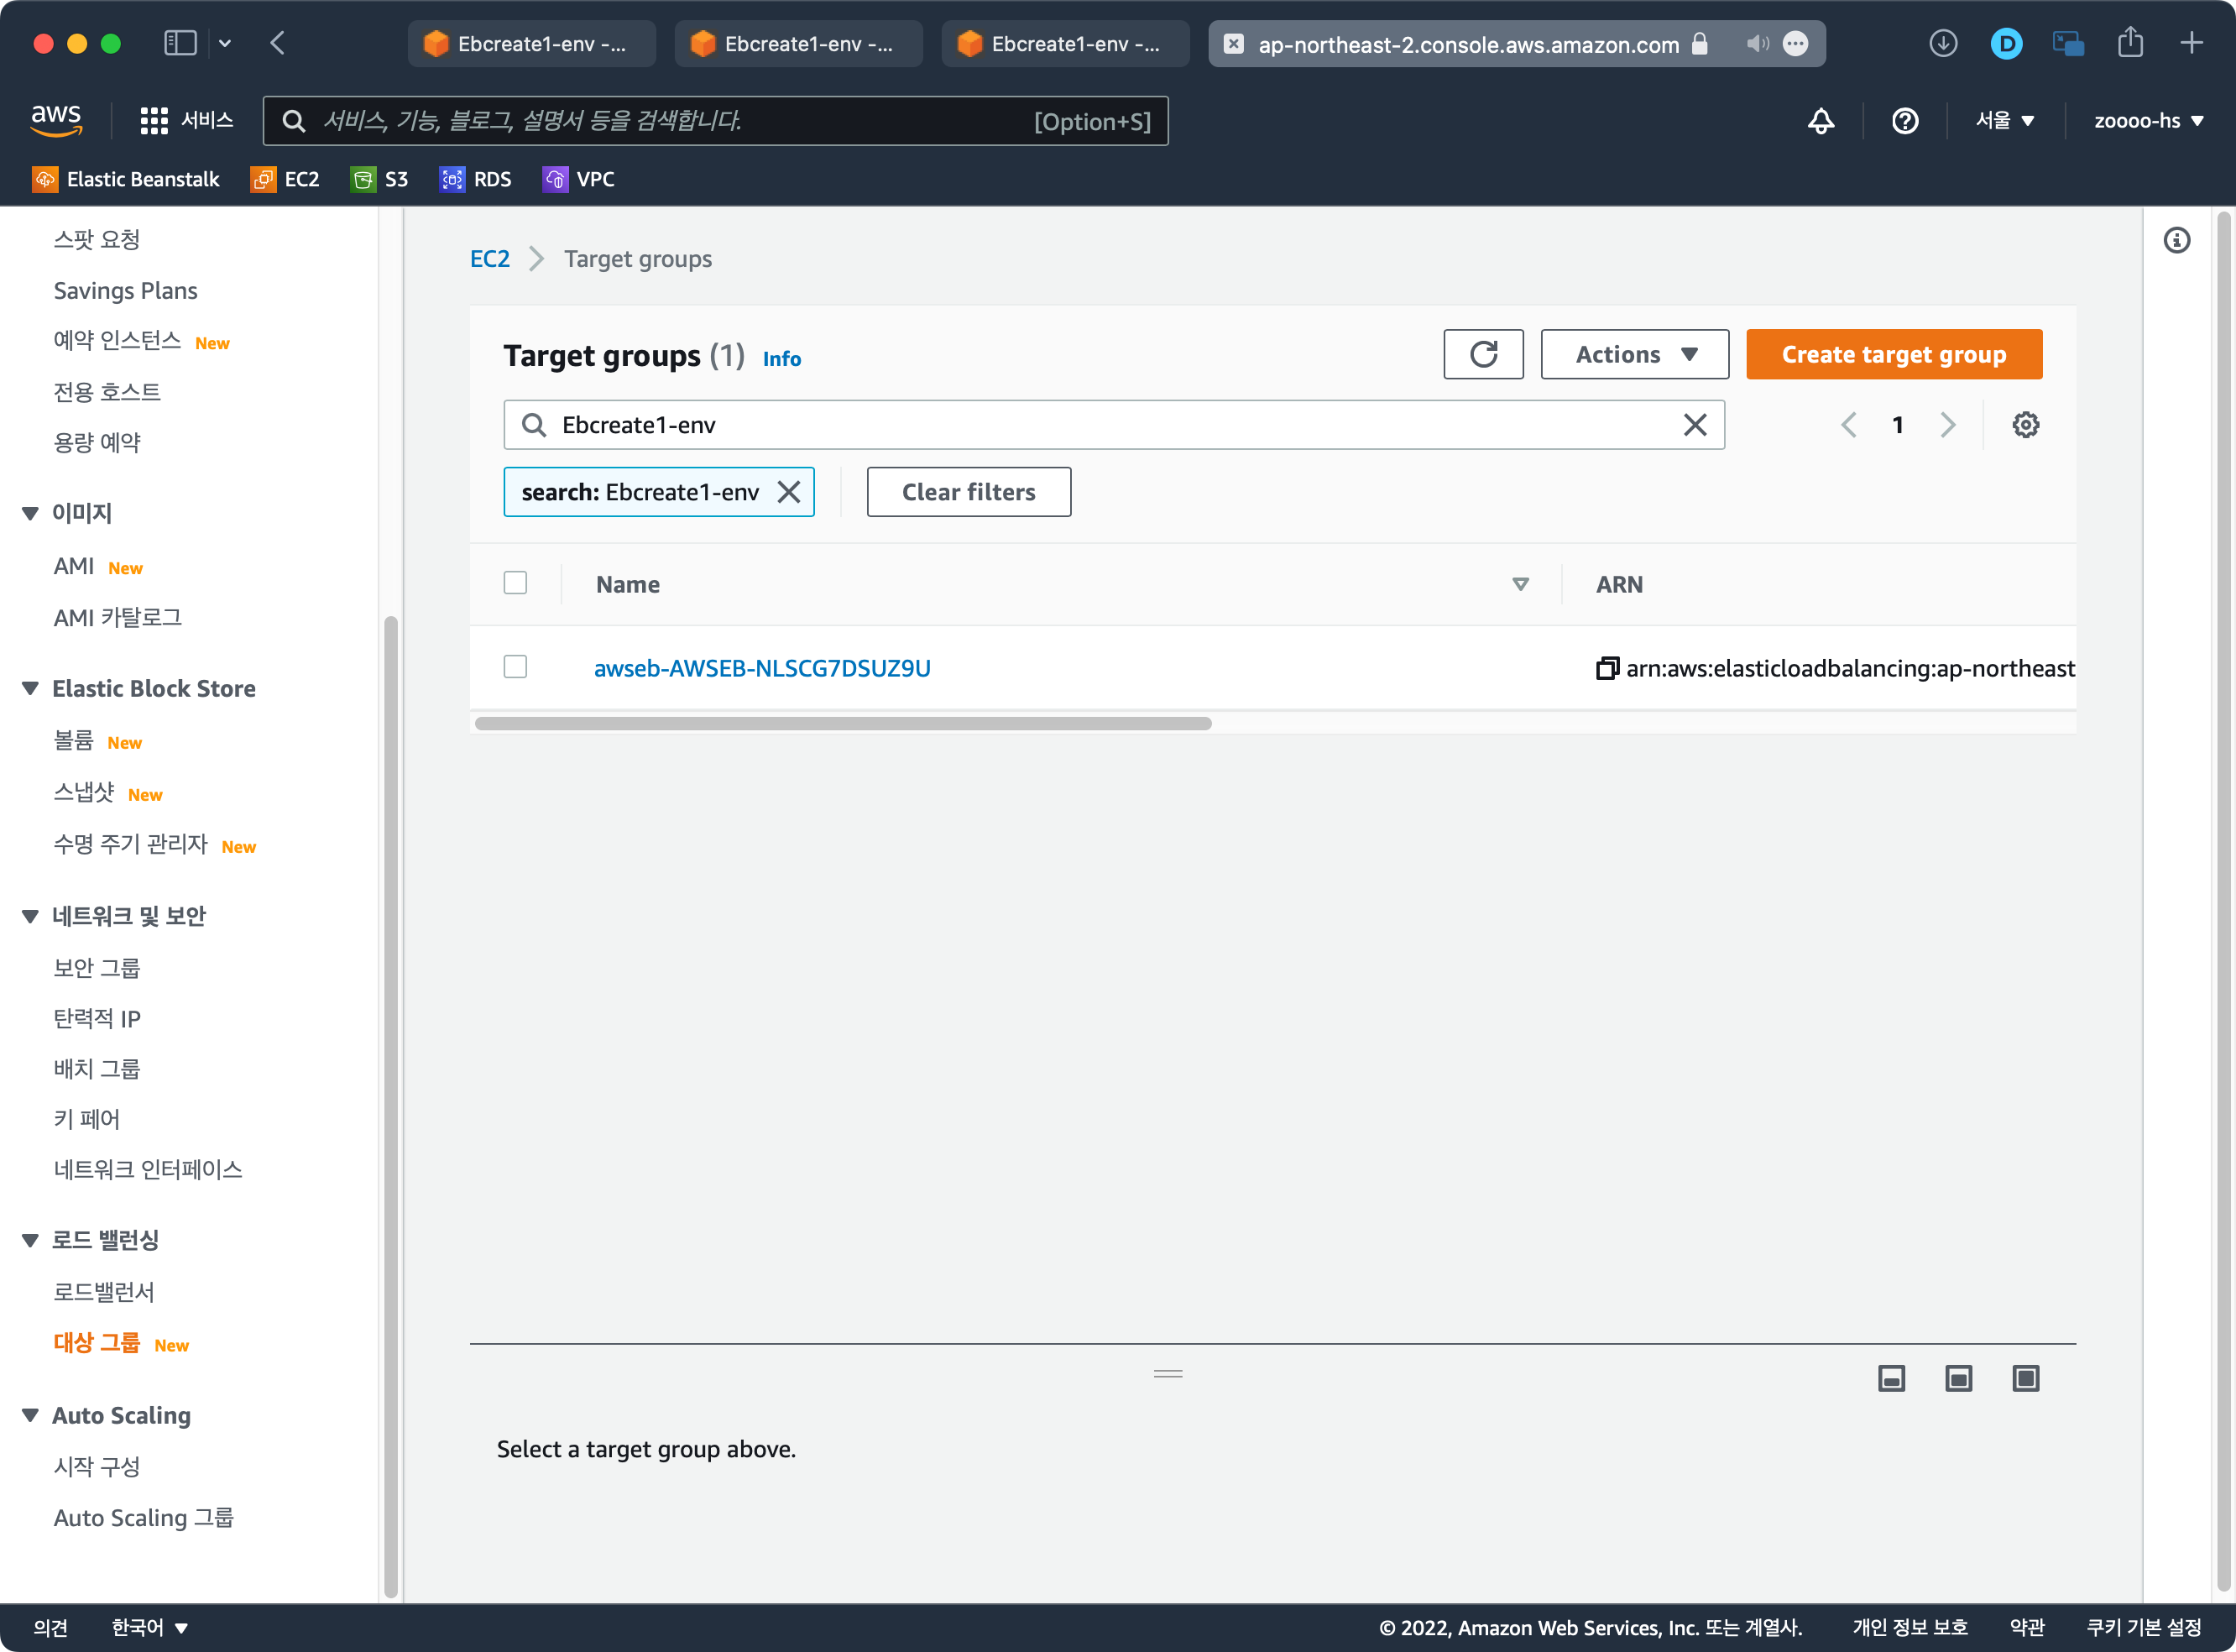 Ebcreate1-env -...
Ebcreate1-env -...
Ebcreate1-env -...
ap-northeast-2.console.aws.amazon.com
D
aws
서비스
서비스, 기능, 블로그, 설명서 등을 검색합니다.
[Option+S]
서울
zoooo-hs
Elastic Beanstalk
EC2
S3
RDS
VPC
스팟 요청
Savings Plans
예약 인스턴스 New
전용 호스트
용량 예약
이미지
AMI New
AMI 카탈로그
Elastic Block Store
볼륨 New
스냅샷 New
수명 주기 관리자 New
네트워크 및 보안
보안 그룹
탄력적 IP
배치 그룹
키 페어
네트워크 인터페이스
로드 밸런싱
로드밸런서
대상 그룹 New
Auto Scaling
시작 구성
Auto Scaling 그룹
EC2
Target groups
Target groups (1) Info
Actions
Create target group
Ebcreate1-env
1
search: Ebcreate1-env
Clear filters
Name
ARN
awseb-AWSEB-NLSCG7DSUZ9U
arn:aws:elasticloadbalancing:ap-northeast
Select a target group above.
의견
한국어
© 2022, Amazon Web Services, Inc. 또는 계열사.
개인 정보 보호
약관
쿠키 기본 설정